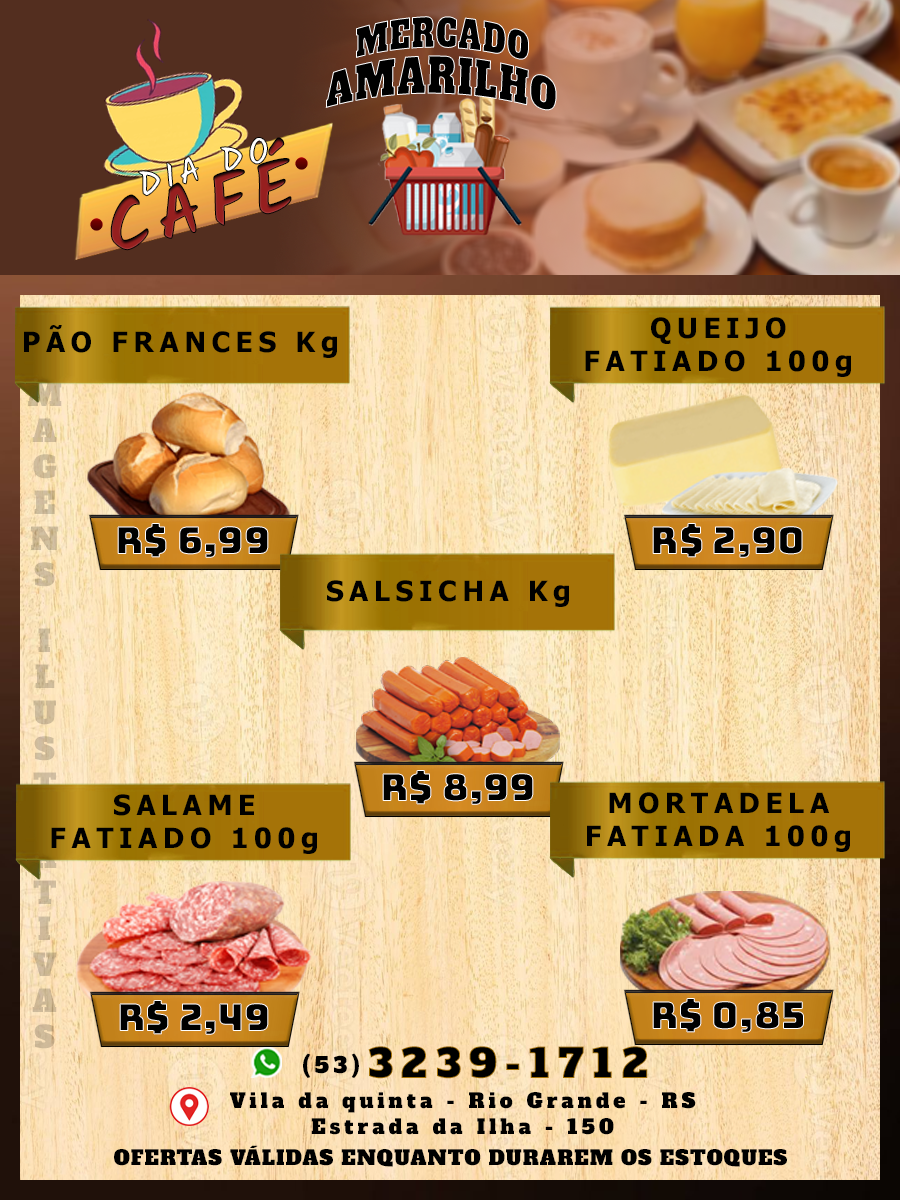 MERCADO
AMARILHO
DIA DO
CAFÉ
PÃO FRANCES Kg
QUEIJO
FATIADO 100g
R$ 6,99
R$ 2,90
SALSICHA Kg
R$ 8,99
SALAME
FATIADO 100g
MORTADELA
FATIADA 100g
R$ 2,49
R$ 0,85
IMAGENS ILUSTRATIVAS
(53) 3239-1712
Vila da quinta - Rio Grande - RS
Estrada da Ilha - 150
OFERTAS VÁLIDAS ENQUANTO DURAREM OS ESTOQUES